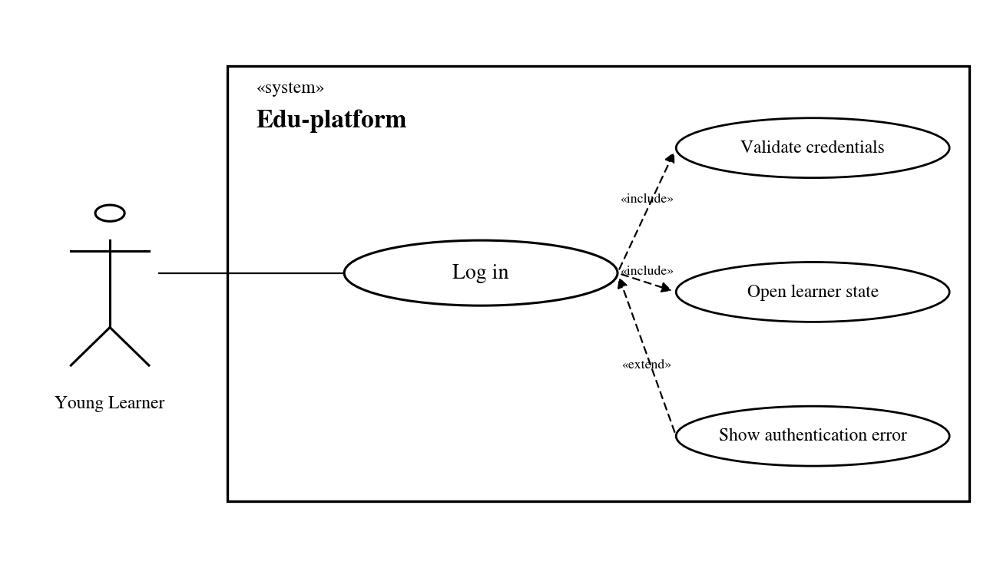 «system»
Edu-platform
Validate credentials
«include»
Log in
«include»
Open learner state
«extend»
Young Learner
Show authentication error